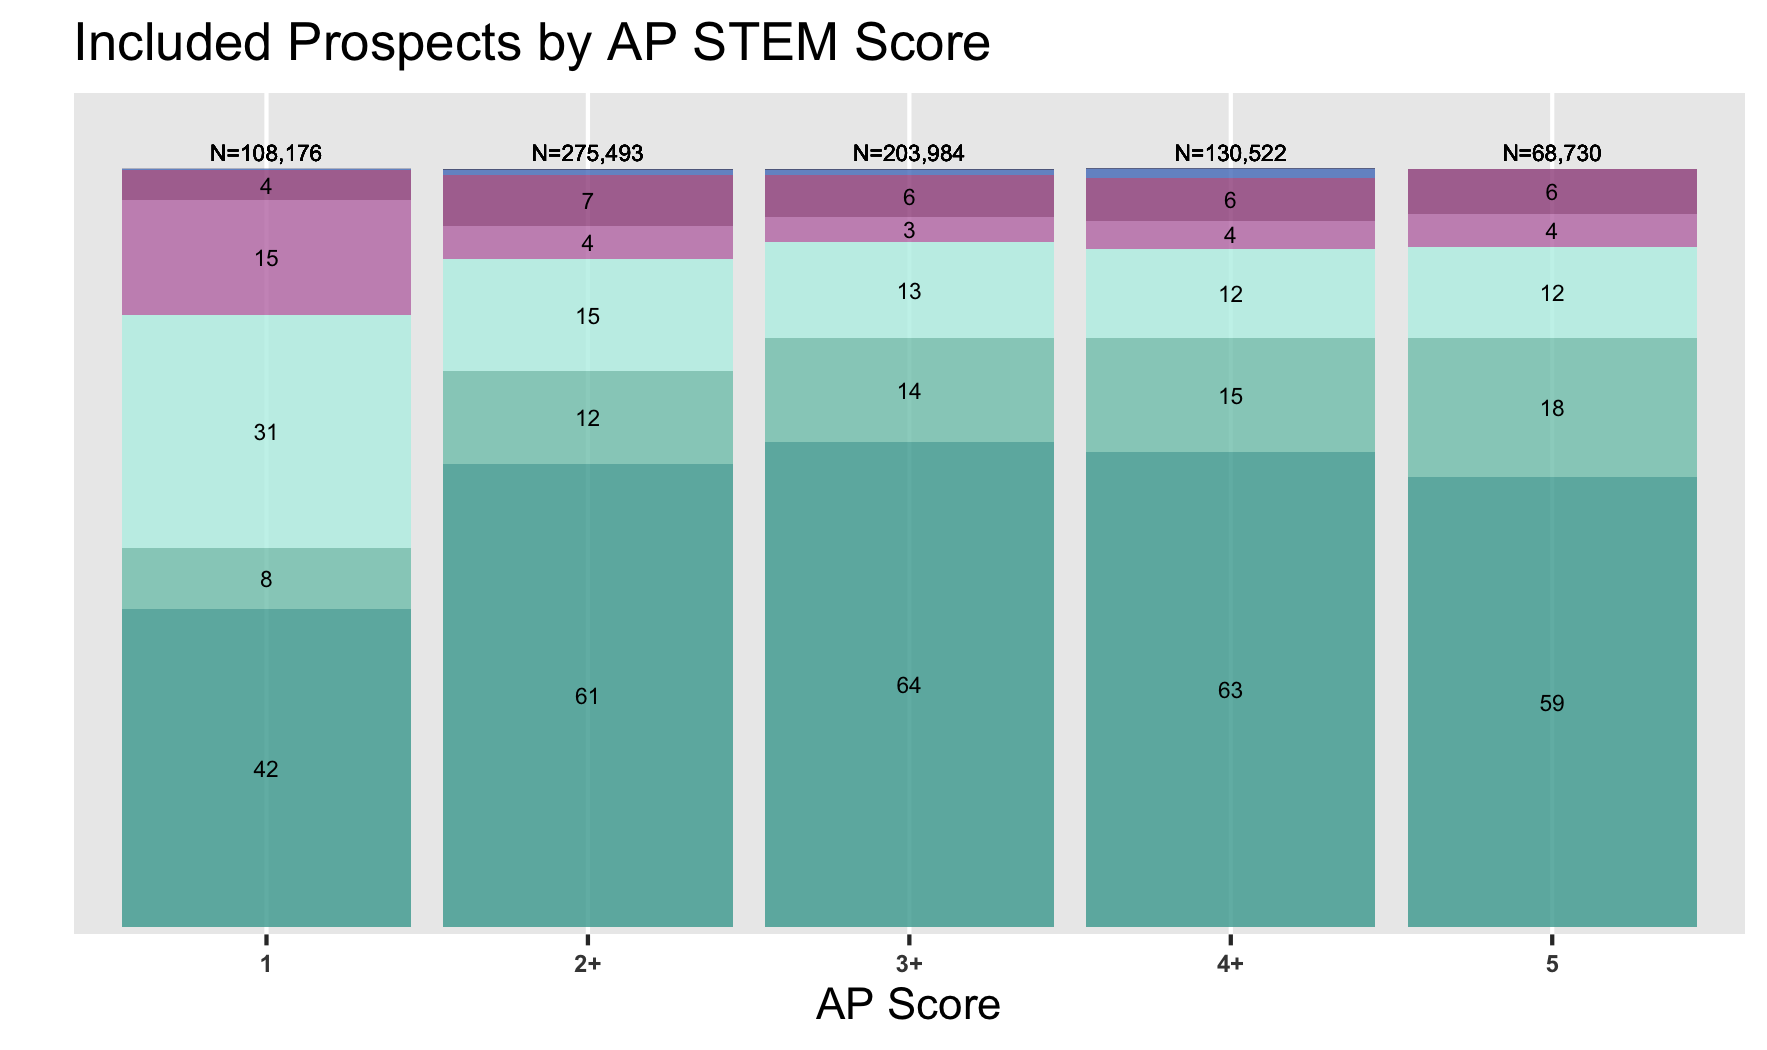 Included Prospects by AP STEM Score
N=108,176 N=275,493 N=203,984 N=130,522 N=68,730
4 7 6 6 6
15 4 3 4 4
31 15 13 12 12
8 12 14 15 18
42 61 64 63 59
1 2+ 3+ 4+ 5
AP Score